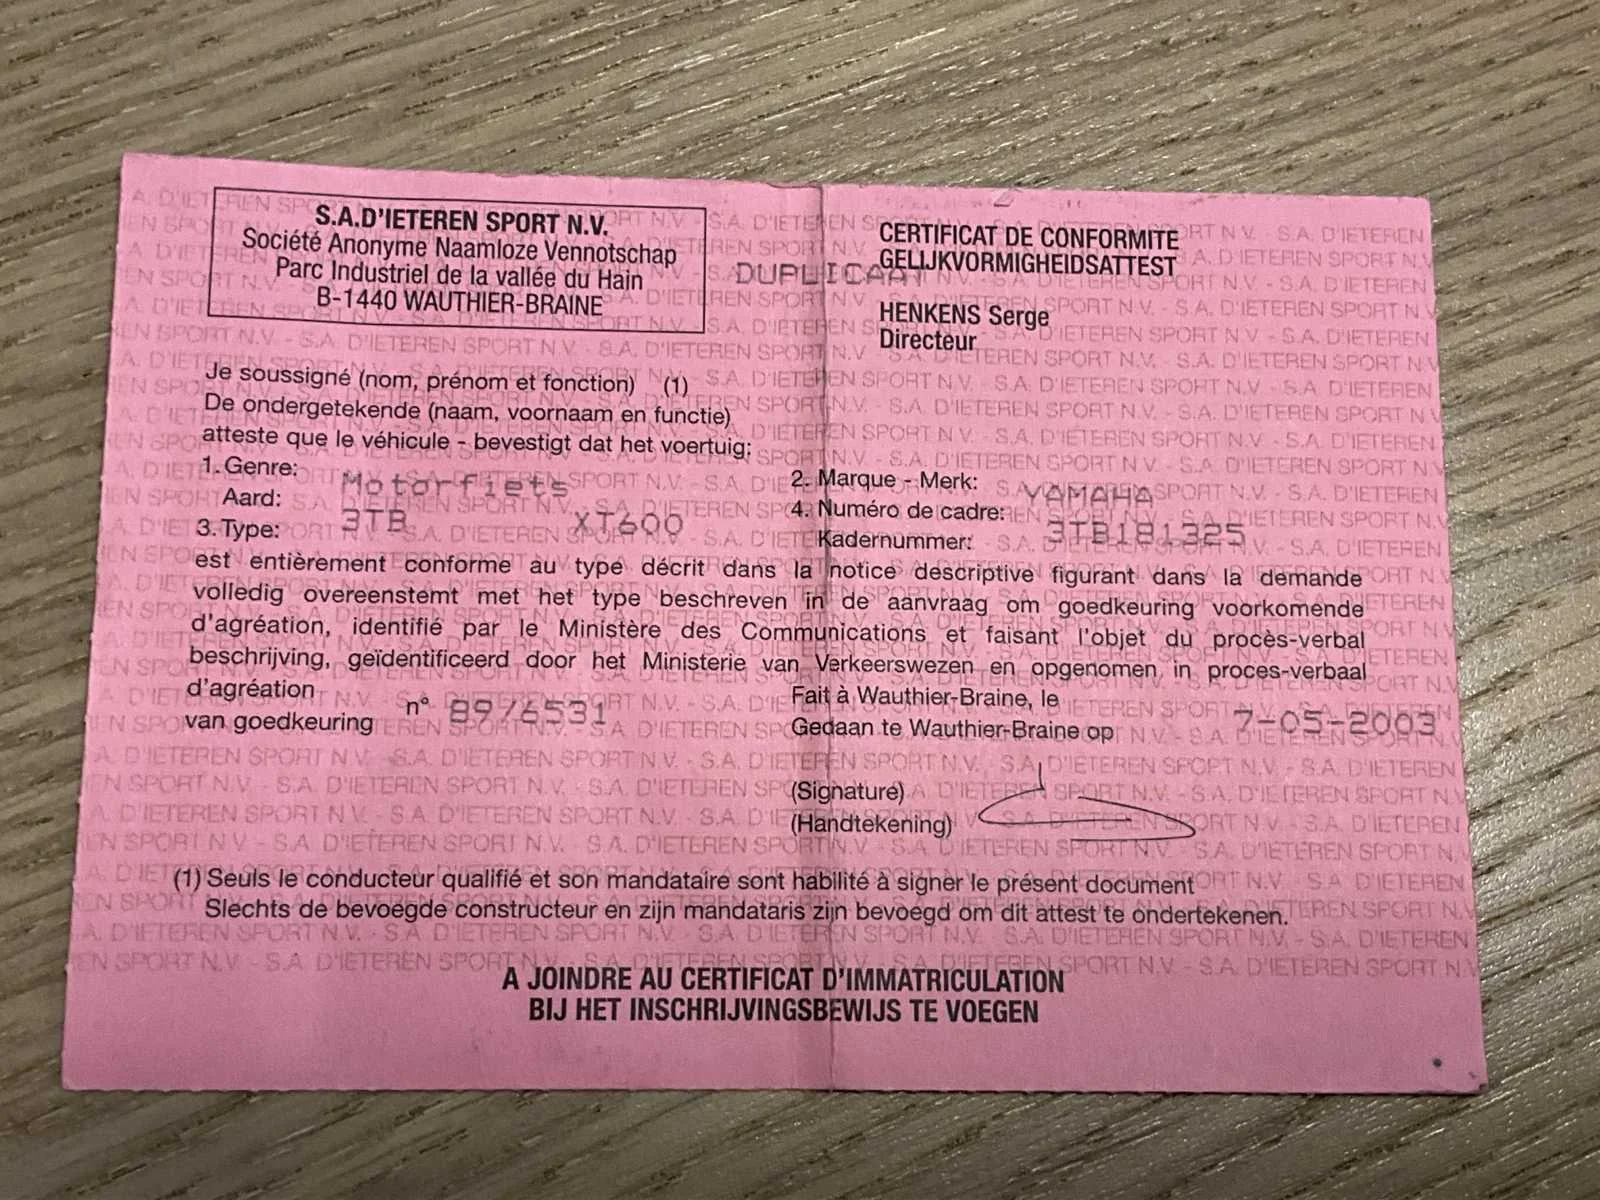 S.A.D'IETEREN SPORT N.V.
Société Anonyme Naamloze Vennotschap
Parc Industriel de la vallée du Hain
B-1440 WAUTHIER-BRAINE
DUPLICAAT
CERTIFICAT DE CONFORMITE
GELIJKVORMIGHEIDSATTEST
HENKENS Serge
Directeur
Je soussigné (nom, prénom et fonction) (1)
De ondergetekende (naam, voornaam en functie)
atteste que le véhicule - bevestigt dat het voertuig:
1. Genre:
Aard: Motorfiets
2. Marque - Merk: YAMAHA
3. Type: 3TB XT600
4. Numéro de cadre:
Kadernummer: 3TB181325
est entièrement conforme au type décrit dans la notice descriptive figurant dans la demande
volledig overeenstemt met het type beschreven in de aanvraag om goedkeuring voorkomende
d'agréation, identifié par le Ministère des Communications et faisant l'objet du procès-verbal
beschrijving, geïdentificeerd door het Ministerie van Verkeerswezen en opgenomen in proces-verbaal
d'agréation
van goedkeuring n° 8976531
Fait à Wauthier-Braine, le
Gedaan te Wauthier-Braine op 7-05-2003
(Signature)
(Handtekening)
(1) Seuls le conducteur qualifié et son mandataire sont habilité à signer le présent document
Slechts de bevoegde constructeur en zijn mandataris zijn bevoegd om dit attest te ondertekenen.
A JOINDRE AU CERTIFICAT D'IMMATRICULATION
BIJ HET INSCHRIJVINGSBEWIJS TE VOEGEN